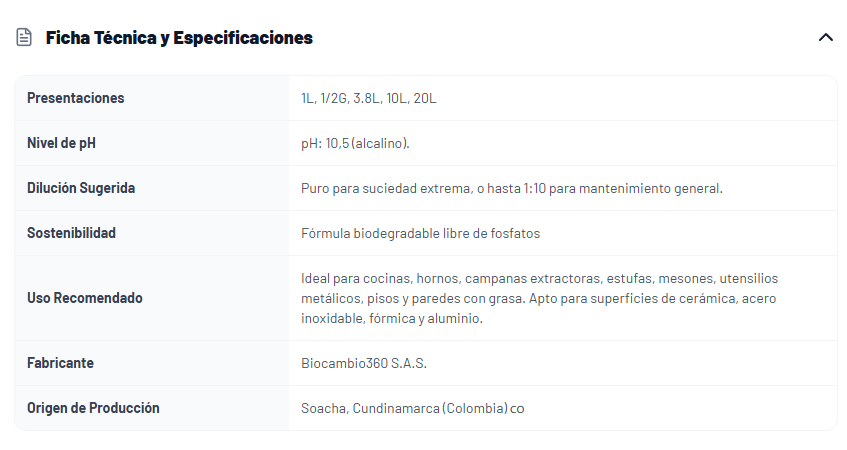 Ficha Técnica y Especificaciones
Presentaciones 1L, 1/2G, 3.8L, 10L, 20L
Nivel de pH pH: 10,5 (alcalino).
Dilución Sugerida Puro para suciedad extrema, o hasta 1:10 para mantenimiento general.
Sostenibilidad Fórmula biodegradable libre de fosfatos
Uso Recomendado Ideal para cocinas, hornos, campanas extractoras, estufas, mesones, utensilios
metálicos, pisos y paredes con grasa. Apto para superficies de cerámica, acero
inoxidable, fórmica y aluminio.
Fabricante Biocambio360 S.A.S.
Origen de Producción Soacha, Cundinamarca (Colombia) co